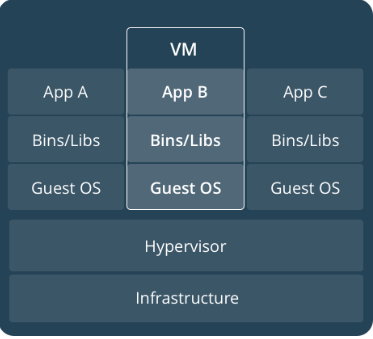 VM
App A App B App C
Bins/Libs Bins/Libs Bins/Libs
Guest OS Guest OS Guest OS
Hypervisor
Infrastructure